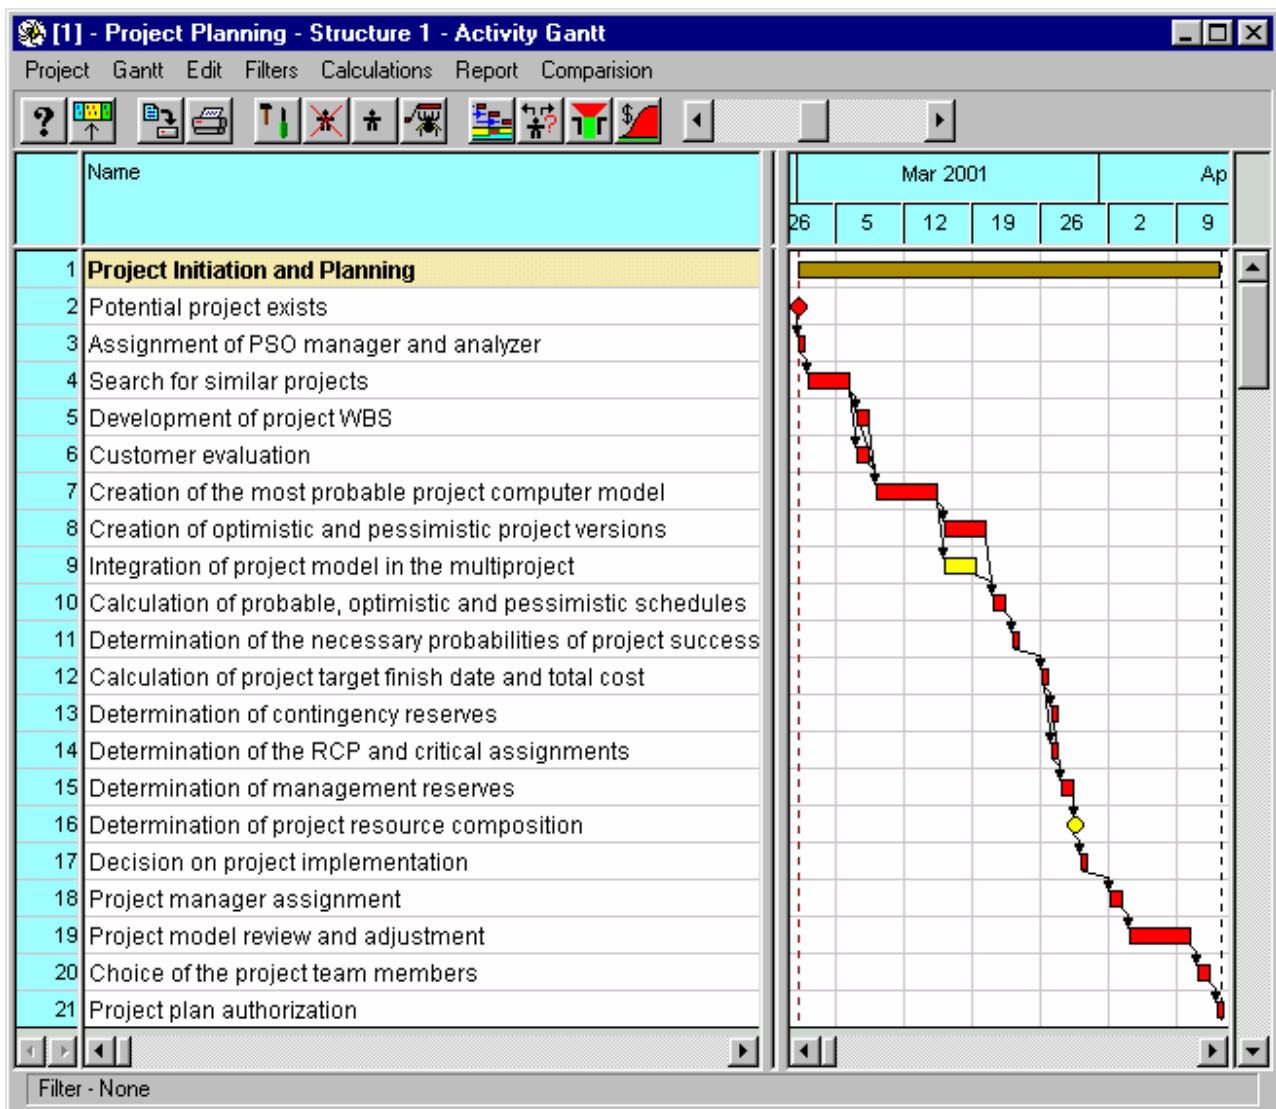 [1] - Project Planning - Structure 1 - Activity Gantt
Project Gantt Edit Filters Calculations Report Comparision
? $
Name Mar 2001 Ap
26 5 12 19 26 2 9
1 Project Initiation and Planning
2 Potential project exists
3 Assignment of PSO manager and analyzer
4 Search for similar projects
5 Development of project WBS
6 Customer evaluation
7 Creation of the most probable project computer model
8 Creation of optimistic and pessimistic project versions
9 Integration of project model in the multiproject
10 Calculation of probable, optimistic and pessimistic schedules
11 Determination of the necessary probabilities of project success
12 Calculation of project target finish date and total cost
13 Determination of contingency reserves
14 Determination of the RCP and critical assignments
15 Determination of management reserves
16 Determination of project resource composition
17 Decision on project implementation
18 Project manager assignment
19 Project model review and adjustment
20 Choice of the project team members
21 Project plan authorization
Filter - None